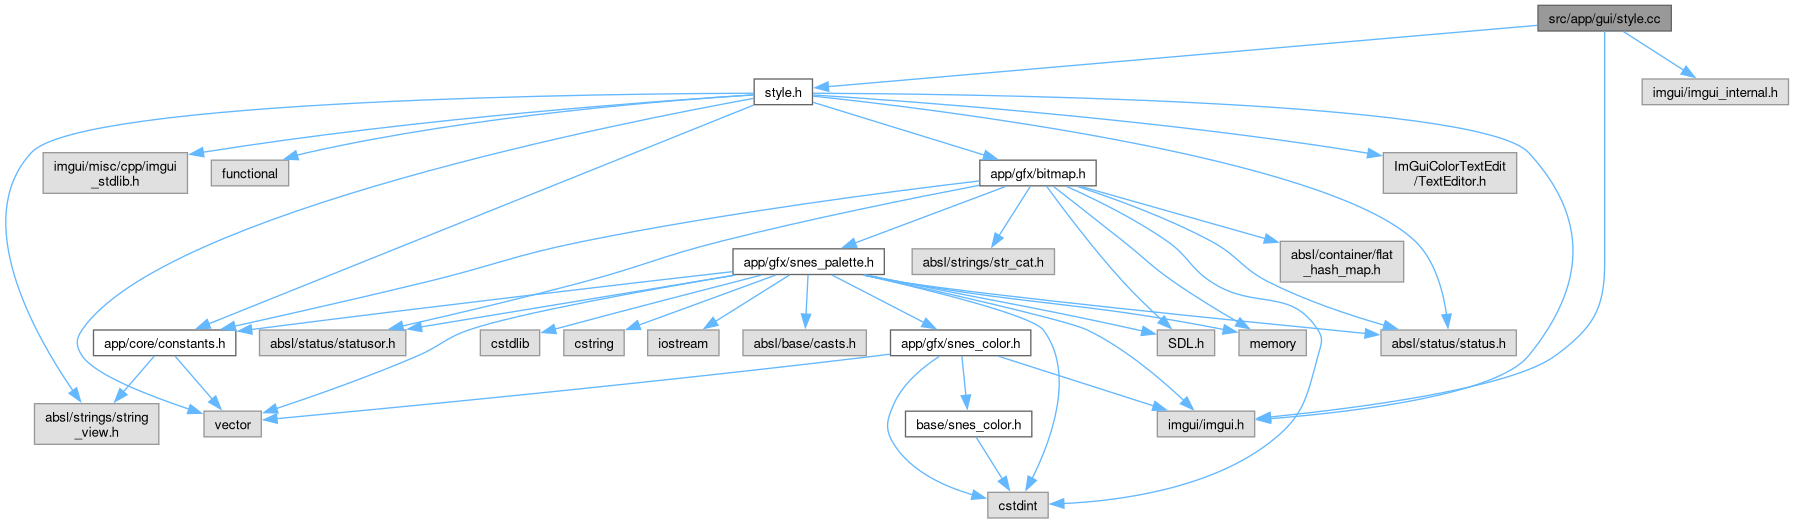 src/app/gui/style.cc
style.h
imgui/imgui_internal.h
imgui/misc/cpp/imgui
_stdlib.h
functional
app/gfx/bitmap.h
ImGuiColorTextEdit
/TextEditor.h
app/gfx/snes_palette.h
absl/strings/str_cat.h
absl/container/flat
_hash_map.h
app/core/constants.h
absl/status/statusor.h
cstdlib
cstring
iostream
absl/base/casts.h
app/gfx/snes_color.h
SDL.h
memory
absl/status/status.h
absl/strings/string
_view.h
vector
base/snes_color.h
imgui/imgui.h
cstdint